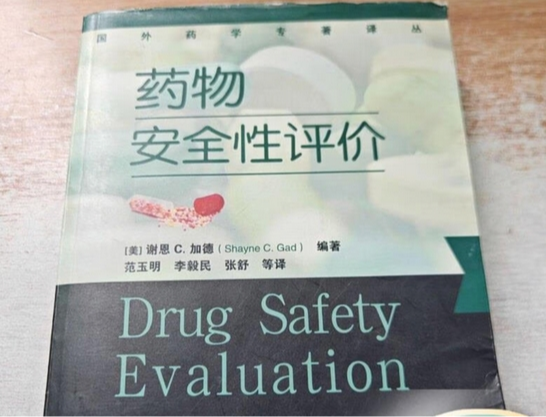 国外药学专著译丛
药物
安全性评价
[美] 谢恩 C. 加德 (Shayne C. Gad) 编著
范玉明 李毅民 张舒 等译
Drug Safety
Evaluation